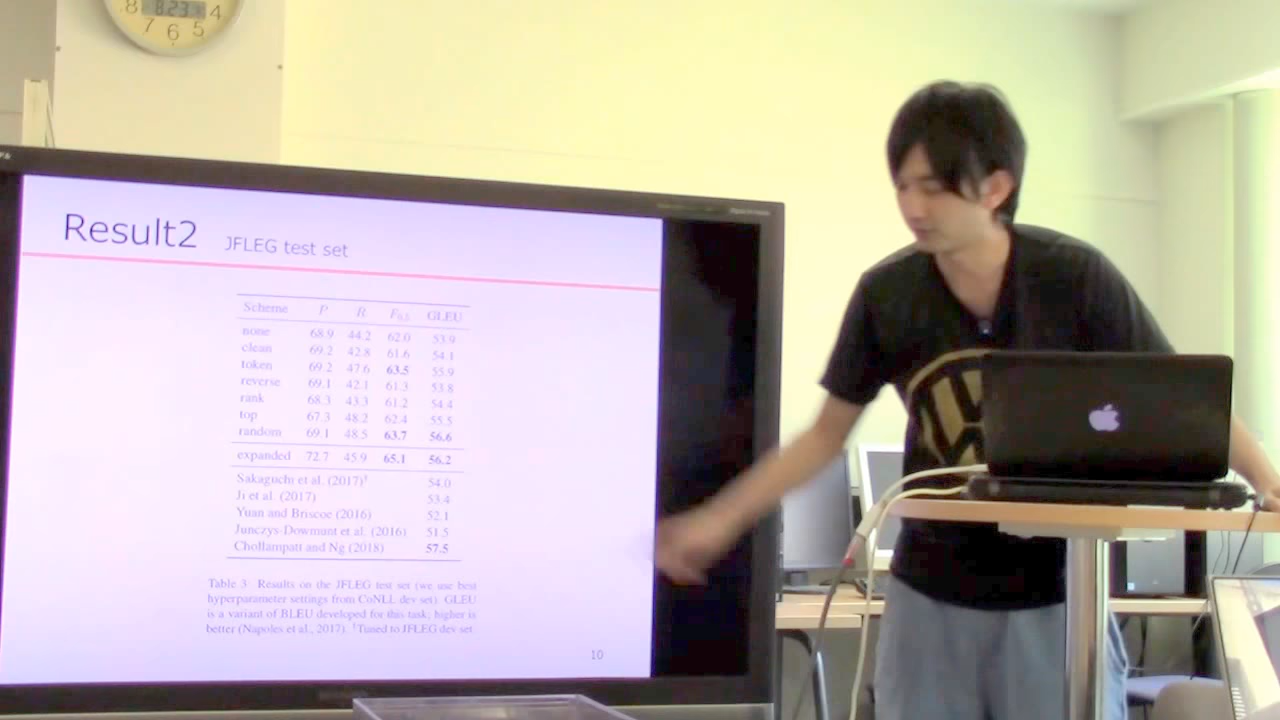 8 8:23 4
7 6 5
Result2 JFLEG test set
Scheme P R F0.5 GLEU
none 68.9 44.2 62.0 53.9
clean 69.2 42.8 61.6 54.1
token 69.2 47.6 63.5 55.9
reverse 69.1 42.1 61.3 53.8
rank 68.3 43.3 61.2 54.4
top 67.3 48.2 62.4 55.5
random 69.1 48.5 63.7 56.6
expanded 72.7 45.9 65.1 56.2
Sakaguchi et al. (2017)† 54.0
Ji et al. (2017) 53.4
Yuan and Briscoe (2016) 52.1
Junczys-Dowmunt et al. (2016) 51.5
Chollampatt and Ng (2018) 57.5
Table 3: Results on the JFLEG test set (we use best
hyperparameter settings from CoNLL dev set). GLEU
is a variant of BLEU developed for this task; higher is
better (Napoles et al., 2017). †Tuned to JFLEG dev set.
10